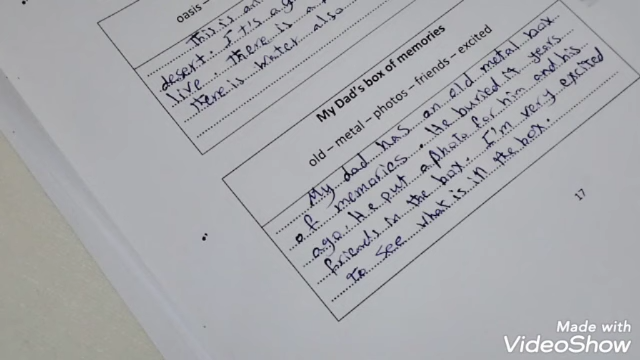 oasis –
This is an
desert. It's a g
live. There is a
there is water also
My Dad's box of memories
old – metal – photos – friends – excited
My dad has an old metal box
of memories. He buried it years
ago. He put a photo for him and his
friends in the box. I'm very excited
To see what is in the box.
17
Made with
VideoShow